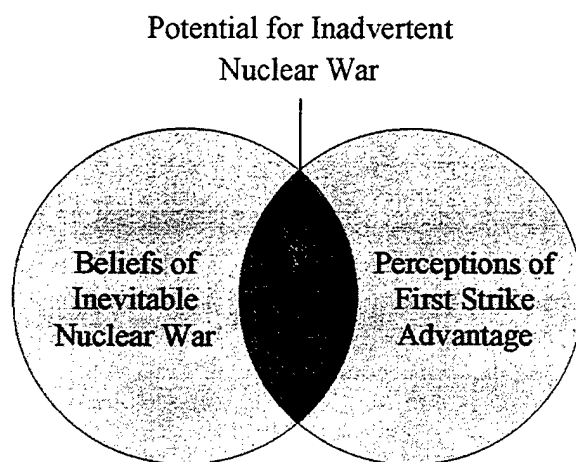 Potential for Inadvertent
Nuclear War
Beliefs of
Inevitable
Nuclear War
Perceptions of
First Strike
Advantage